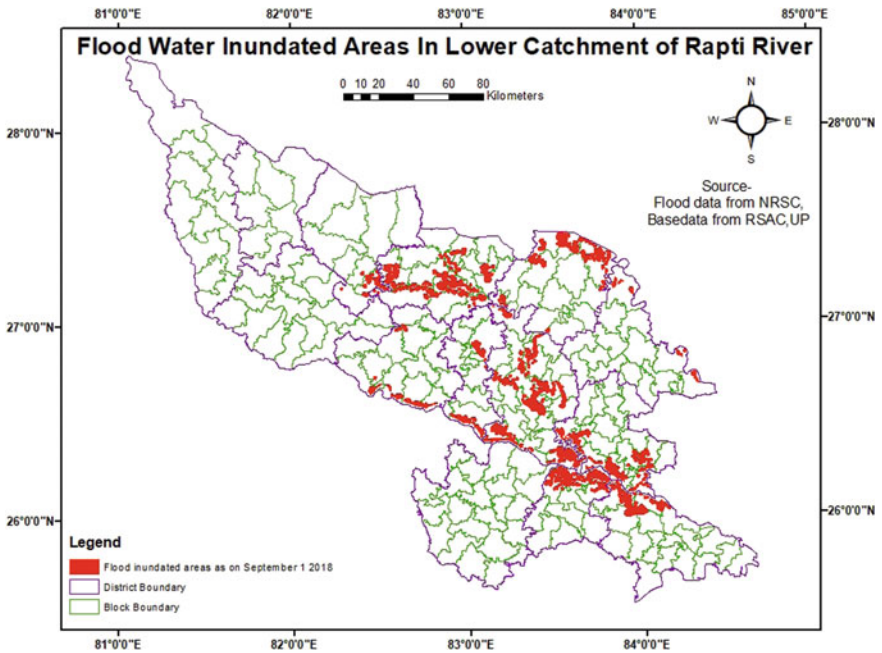 81°0'0"E 82°0'0"E 83°0'0"E 84°0'0"E 85°0'0"E
Flood Water Inundated Areas In Lower Catchment of Rapti River
0 10 20 40 60 80
Kilometers
N
W E
S
28°0'0"N 28°0'0"N
Source-
Flood data from NRSC,
Basedata from RSAC,UP
27°0'0"N 27°0'0"N
26°0'0"N 26°0'0"N
Legend
Flood inundated areas as on September 1 2018
District Boundary
Block Boundary
81°0'0"E 82°0'0"E 83°0'0"E 84°0'0"E